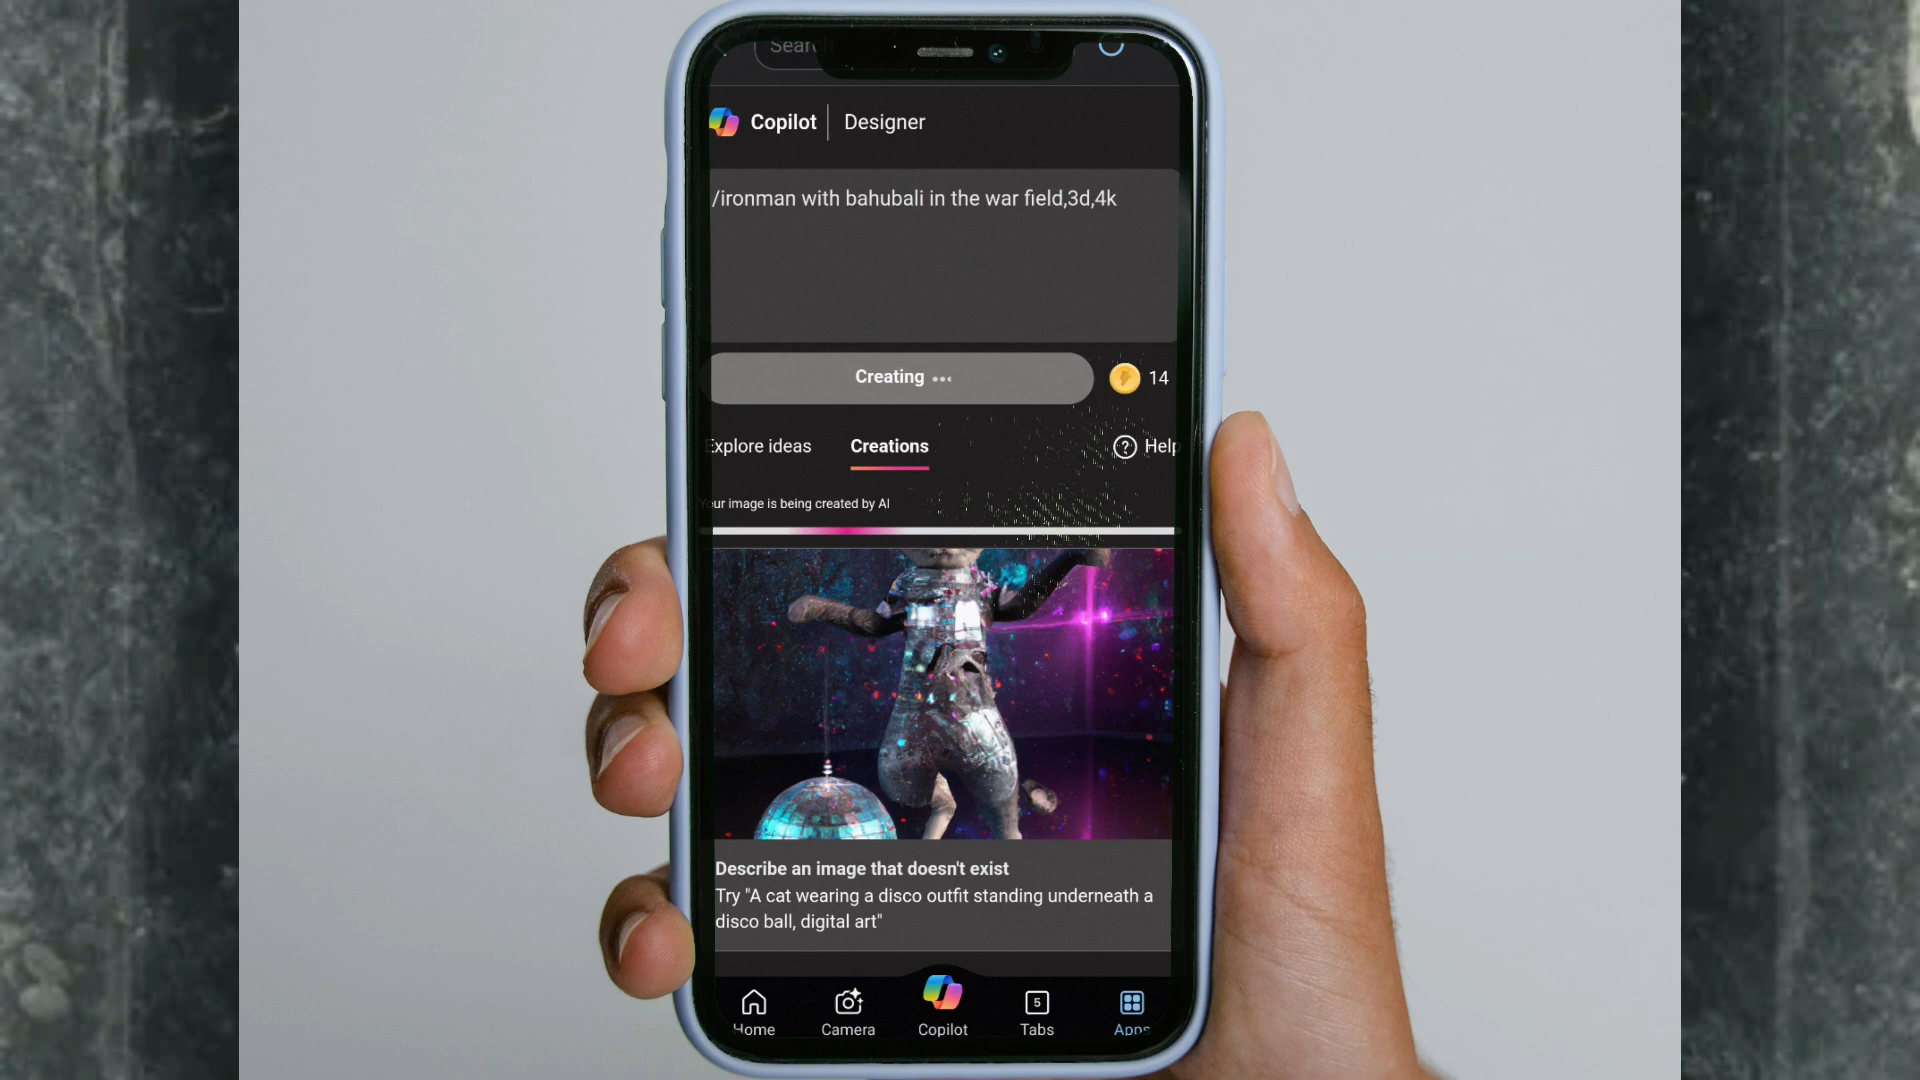 Copilot | Designer
/ironman with bahubali in the war field,3d,4k
Creating •••
14
Explore ideas
Creations
Help
Your image is being created by AI
Describe an image that doesn't exist
Try "A cat wearing a disco outfit standing underneath a
disco ball, digital art"
5
Home
Camera
Copilot
Tabs
Apps